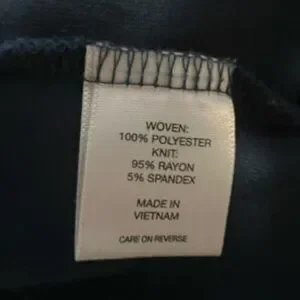 WOVEN:
100% POLYESTER
KNIT:
95% RAYON
5% SPANDEX
MADE IN
VIETNAM
CARE ON REVERSE